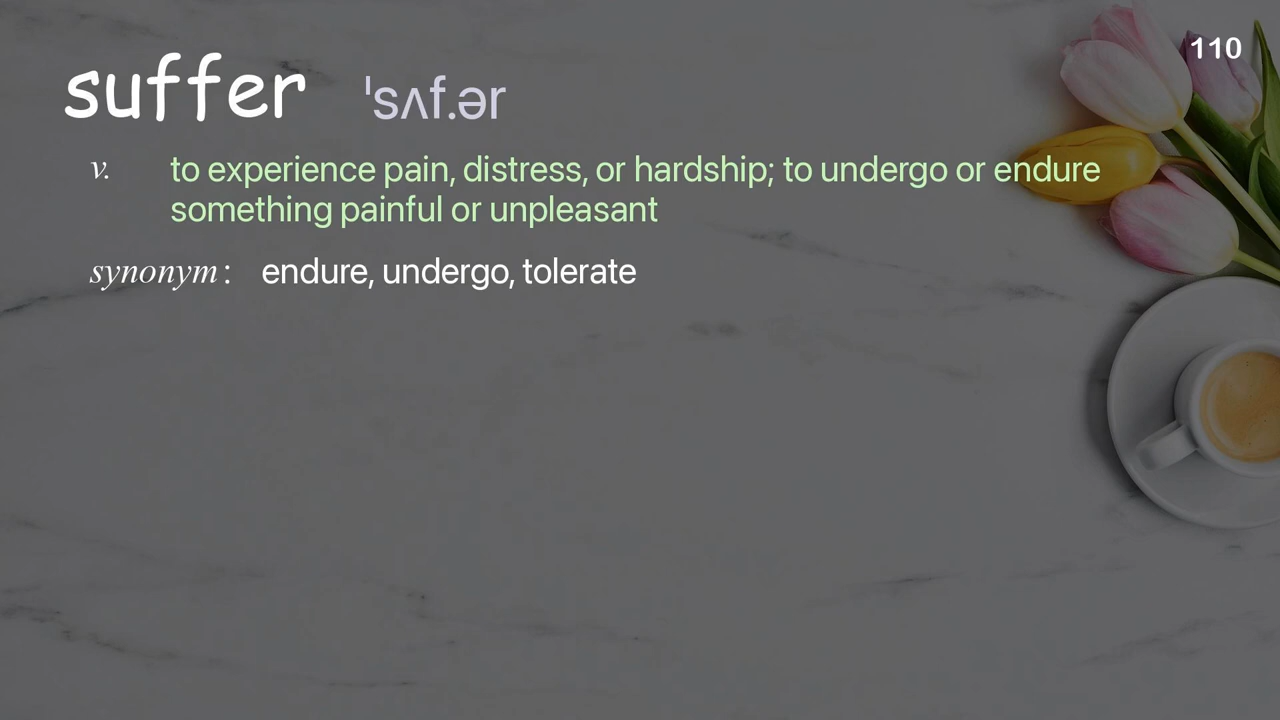 110
suffer ˈsʌf.ər
v. to experience pain, distress, or hardship; to undergo or endure
something painful or unpleasant
synonym: endure, undergo, tolerate